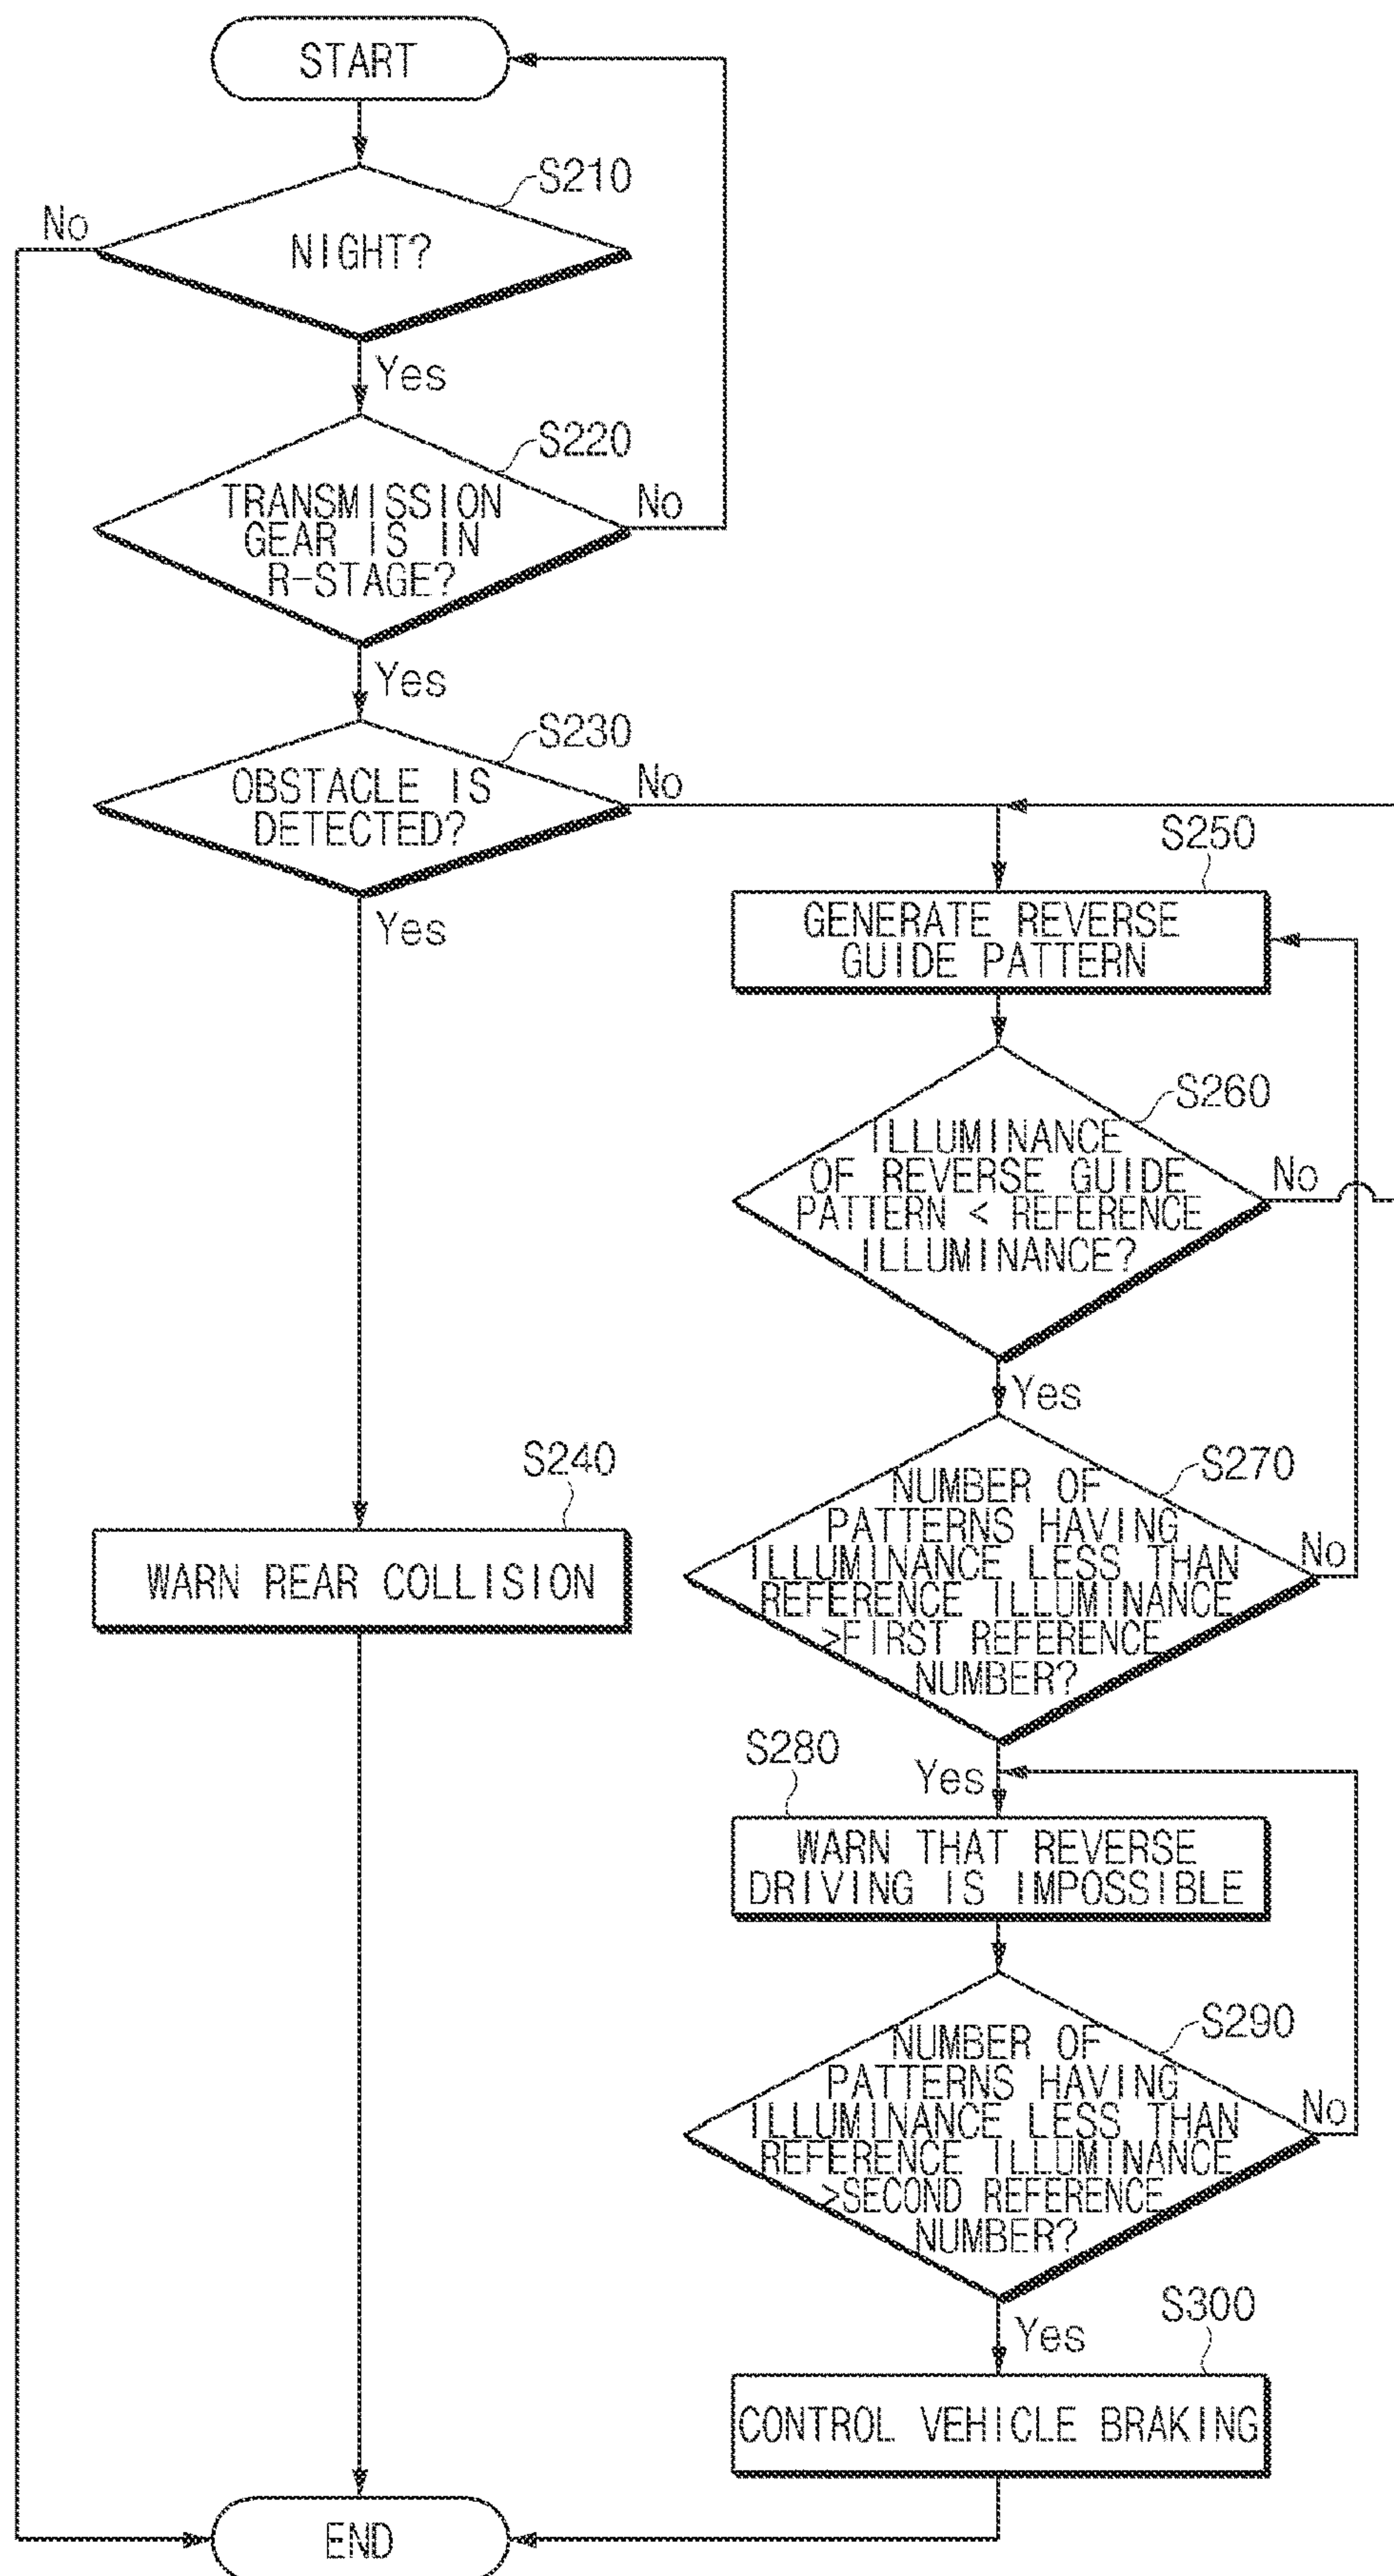 START
S210
No
NIGHT?
Yes
S220
TRANSMISSION
GEAR IS IN
R-STAGE?
No
Yes
S230
OBSTACLE IS
DETECTED?
No
Yes
S250
GENERATE REVERSE
GUIDE PATTERN
S260
ILLUMINANCE
OF REVERSE GUIDE
PATTERN < REFERENCE
ILLUMINANCE?
No
Yes
S240
WARN REAR COLLISION
S270
NUMBER OF
PATTERNS HAVING
ILLUMINANCE LESS THAN
REFERENCE ILLUMINANCE
>FIRST REFERENCE
NUMBER?
No
S280
Yes
WARN THAT REVERSE
DRIVING IS IMPOSSIBLE
S290
NUMBER OF
PATTERNS HAVING
ILLUMINANCE LESS THAN
REFERENCE ILLUMINANCE
>SECOND REFERENCE
NUMBER?
No
S300
Yes
CONTROL VEHICLE BRAKING
END